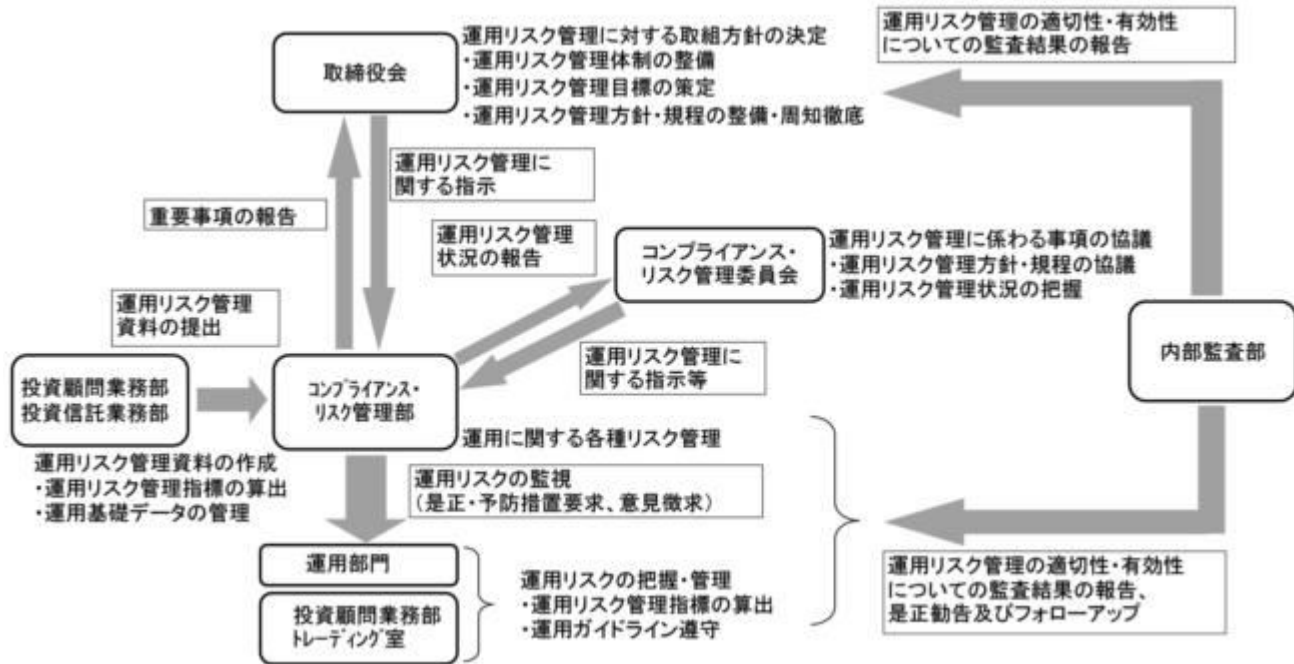 取締役会
運用リスク管理に対する取組方針の決定
・運用リスク管理体制の整備
・運用リスク管理目標の策定
・運用リスク管理方針・規程の整備・周知徹底
運用リスク管理の適切性・有効性
についての監査結果の報告
運用リスク管理に
関する指示
重要事項の報告
運用リスク管理
状況の報告
コンプライアンス・
リスク管理委員会
運用リスク管理に係わる事項の協議
・運用リスク管理方針・規程の協議
・運用リスク管理状況の把握
運用リスク管理
資料の提出
内部監査部
運用リスク管理に
関する指示等
投資顧問業務部
投資信託業務部
コンプライアンス・
リスク管理部
運用に関する各種リスク管理
運用リスク管理資料の作成
・運用リスク管理指標の算出
・運用基礎データの管理
運用リスクの監視
（是正・予防措置要求、意見徴求）
運用部門
投資顧問業務部
トレーディング室
運用リスクの把握・管理
・運用リスク管理指標の算出
・運用ガイドライン遵守
運用リスク管理の適切性・有効性
についての監査結果の報告、
是正勧告及びフォローアップ